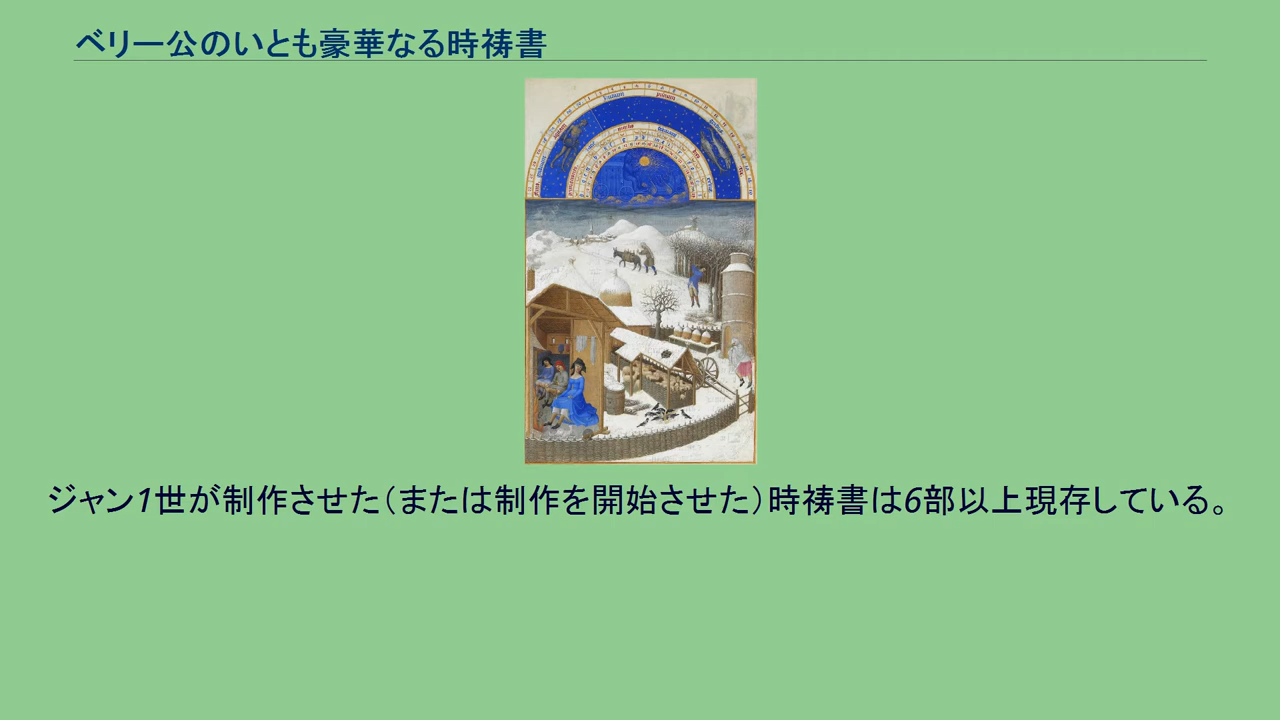 ベリー公のいとも豪華なる時祷書
ジャン1世が制作させた（または制作を開始させた）時祷書は6部以上現存している。